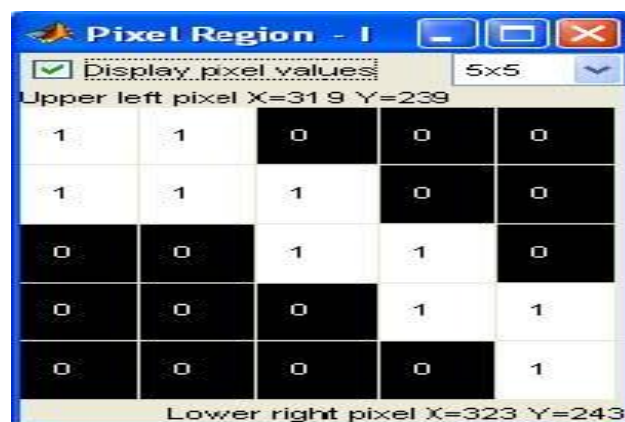 Pixel Region - I
Display pixel values 5×5
Upper left pixel X=319 Y=239
1 1 0 0 0
1 1 1 0 0
0 0 1 1 0
0 0 0 1 1
0 0 0 0 1
Lower right pixel X=323 Y=243